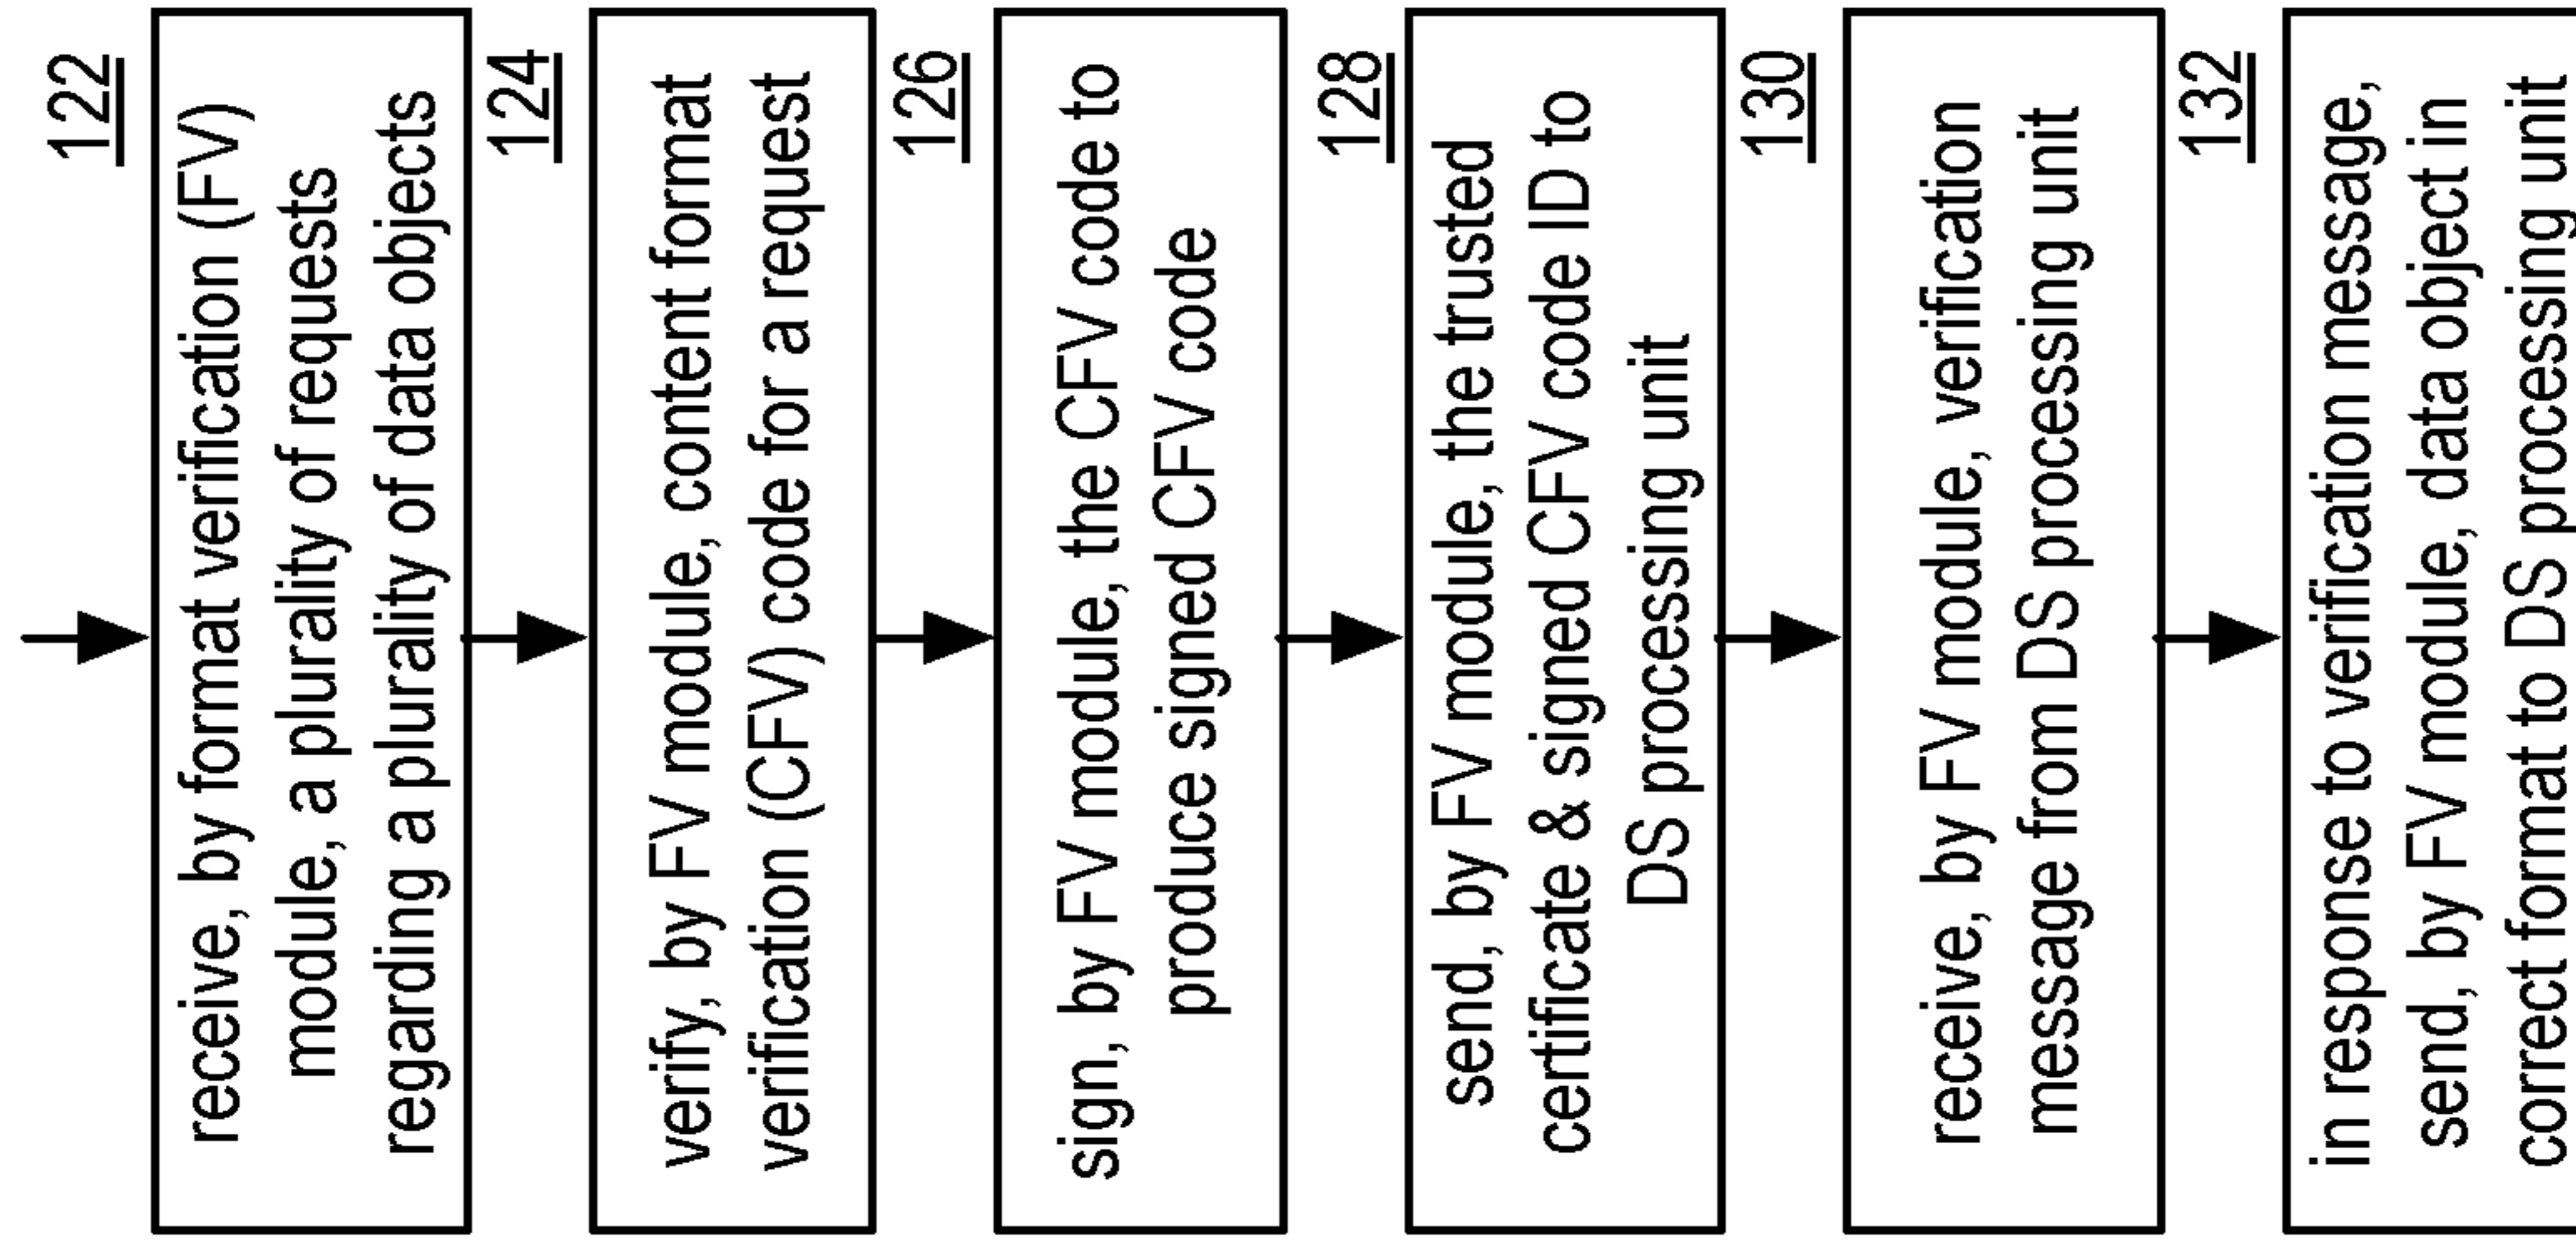 122
receive, by format verification (FV)
module, a plurality of requests
regarding a plurality of data objects
124
verify, by FV module, content format
verification (CFV) code for a request
126
sign, by FV module, the CFV code to
produce signed CFV code
128
send, by FV module, the trusted
certificate & signed CFV code ID to
DS processing unit
130
receive, by FV module, verification
message from DS processing unit
132
in response to verification message,
send, by FV module, data object in
correct format to DS processing unit